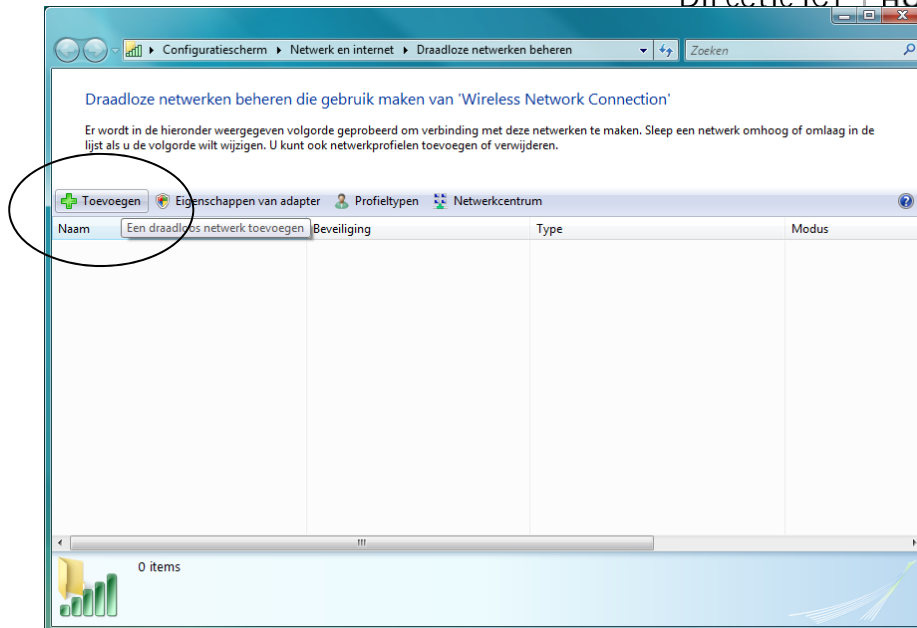 Directie ICT
Configuratiescherm Netwerk en internet Draadloze netwerken beheren Zoeken
Draadloze netwerken beheren die gebruik maken van 'Wireless Network Connection'
Er wordt in de hieronder weergegeven volgorde geprobeerd om verbinding met deze netwerken te maken. Sleep een netwerk omhoog of omlaag in de
lijst als u de volgorde wilt wijzigen. U kunt ook netwerkprofielen toevoegen of verwijderen.
Toevoegen Eigenschappen van adapter Profieltypen Netwerkcentrum
Naam Een draadloos netwerk toevoegen Beveiliging Type Modus
0 items